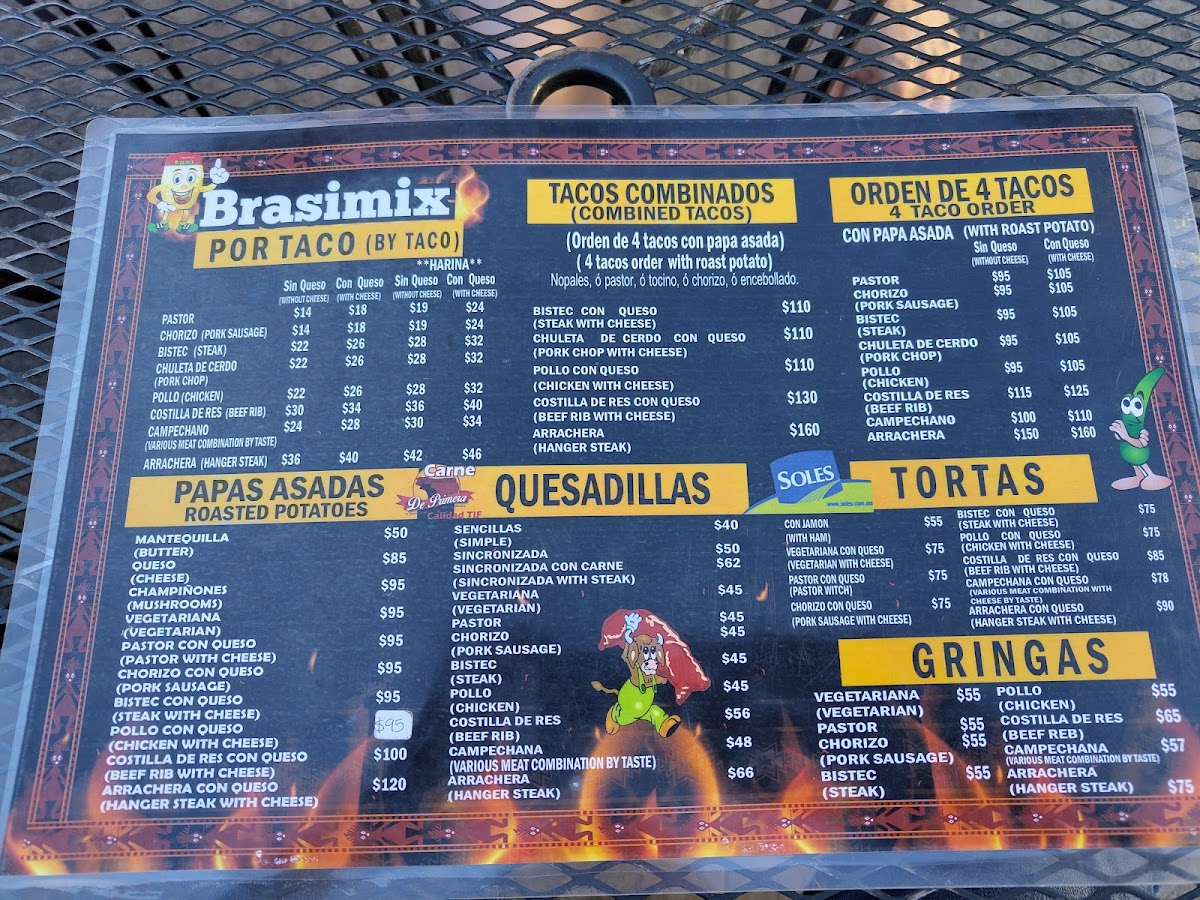 Brasimix
POR TACO (BY TACO)
**HARINA**
Sin Queso Con Queso Sin Queso Con Queso
(WITHOUT CHEESE) (WITH CHEESE) (WITHOUT CHEESE) (WITH CHEESE)
PASTOR $14 $18 $19 $24
CHORIZO (PORK SAUSAGE) $14 $18 $19 $24
BISTEC (STEAK) $22 $26 $28 $32
CHULETA DE CERDO $22 $26 $28 $32
(PORK CHOP)
POLLO (CHICKEN) $22 $26 $28 $32
COSTILLA DE RES (BEEF RIB) $30 $34 $36 $40
CAMPECHANO $24 $28 $30 $34
(VARIOUS MEAT COMBINATION BY TASTE)
ARRACHERA (HANGER STEAK) $36 $40 $42 $46
TACOS COMBINADOS
(COMBINED TACOS)
(Orden de 4 tacos con papa asada)
( 4 tacos order with roast potato)
Nopales, ó pastor, ó tocino, ó chorizo, ó encebollado.
BISTEC CON QUESO $110
(STEAK WITH CHEESE)
CHULETA DE CERDO CON QUESO $110
(PORK CHOP WITH CHEESE)
POLLO CON QUESO $110
(CHICKEN WITH CHEESE)
COSTILLA DE RES CON QUESO $130
(BEEF RIB WITH CHEESE)
ARRACHERA $160
(HANGER STEAK)
ORDEN DE 4 TACOS
4 TACO ORDER
CON PAPA ASADA (WITH ROAST POTATO)
Sin Queso Con Queso
(WITHOUT CHEESE) (WITH CHEESE)
PASTOR $95 $105
CHORIZO $95 $105
(PORK SAUSAGE)
BISTEC $95 $105
(STEAK)
CHULETA DE CERDO $95 $105
(PORK CHOP)
POLLO $95 $105
(CHICKEN)
COSTILLA DE RES $115 $125
(BEEF RIB)
CAMPECHANO $100 $110
ARRACHERA $150 $160
PAPAS ASADAS
ROASTED POTATOES
MANTEQUILLA $50
(BUTTER)
QUESO $85
(CHEESE)
CHAMPIÑONES $95
(MUSHROOMS)
VEGETARIANA $95
(VEGETARIAN)
PASTOR CON QUESO $95
(PASTOR WITH CHEESE)
CHORIZO CON QUESO $95
(PORK SAUSAGE)
BISTEC CON QUESO $95
(STEAK WITH CHEESE)
POLLO CON QUESO $95
(CHICKEN WITH CHEESE)
COSTILLA DE RES CON QUESO $100
(BEEF RIB WITH CHEESE)
ARRACHERA CON QUESO $120
(HANGER STEAK WITH CHEESE)
Carne
De Primera
Calidad TIF
QUESADILLAS
SENCILLAS $40
(SIMPLE)
SINCRONIZADA $50
SINCRONIZADA CON CARNE $62
(SINCRONIZADA WITH STEAK)
VEGETARIANA $45
(VEGETARIAN)
PASTOR $45
CHORIZO $45
(PORK SAUSAGE)
BISTEC $45
(STEAK)
POLLO $45
(CHICKEN)
COSTILLA DE RES $56
(BEEF RIB)
CAMPECHANA $48
(VARIOUS MEAT COMBINATION BY TASTE)
ARRACHERA $66
(HANGER STEAK)
SOLES
www.soles.com.mx
TORTAS
CON JAMON $55
(WITH HAM)
VEGETARIANA CON QUESO $75
(VEGETARIAN WITH CHEESE)
PASTOR CON QUESO $75
(PASTOR WITCH)
CHORIZO CON QUESO $75
(PORK SAUSAGE WITH CHEESE)
BISTEC CON QUESO $75
(STEAK WITH CHEESE)
POLLO CON QUESO $75
(CHICKEN WITH CHEESE)
COSTILLA DE RES CON QUESO $85
(BEEF RIB WITH CHEESE)
CAMPECHANA CON QUESO $78
(VARIOUS MEAT COMBINATION WITH
CHEESE BY TASTE)
ARRACHERA CON QUESO $90
(HANGER STEAK WITH CHEESE)
GRINGAS
VEGETARIANA $55
(VEGETARIAN)
PASTOR $55
CHORIZO $55
(PORK SAUSAGE)
BISTEC $55
(STEAK)
POLLO $55
(CHICKEN)
COSTILLA DE RES $65
(BEEF REB)
CAMPECHANA $57
(VARIOUS MEAT COMBINATION BY TASTE)
ARRACHERA $75
(HANGER STEAK)